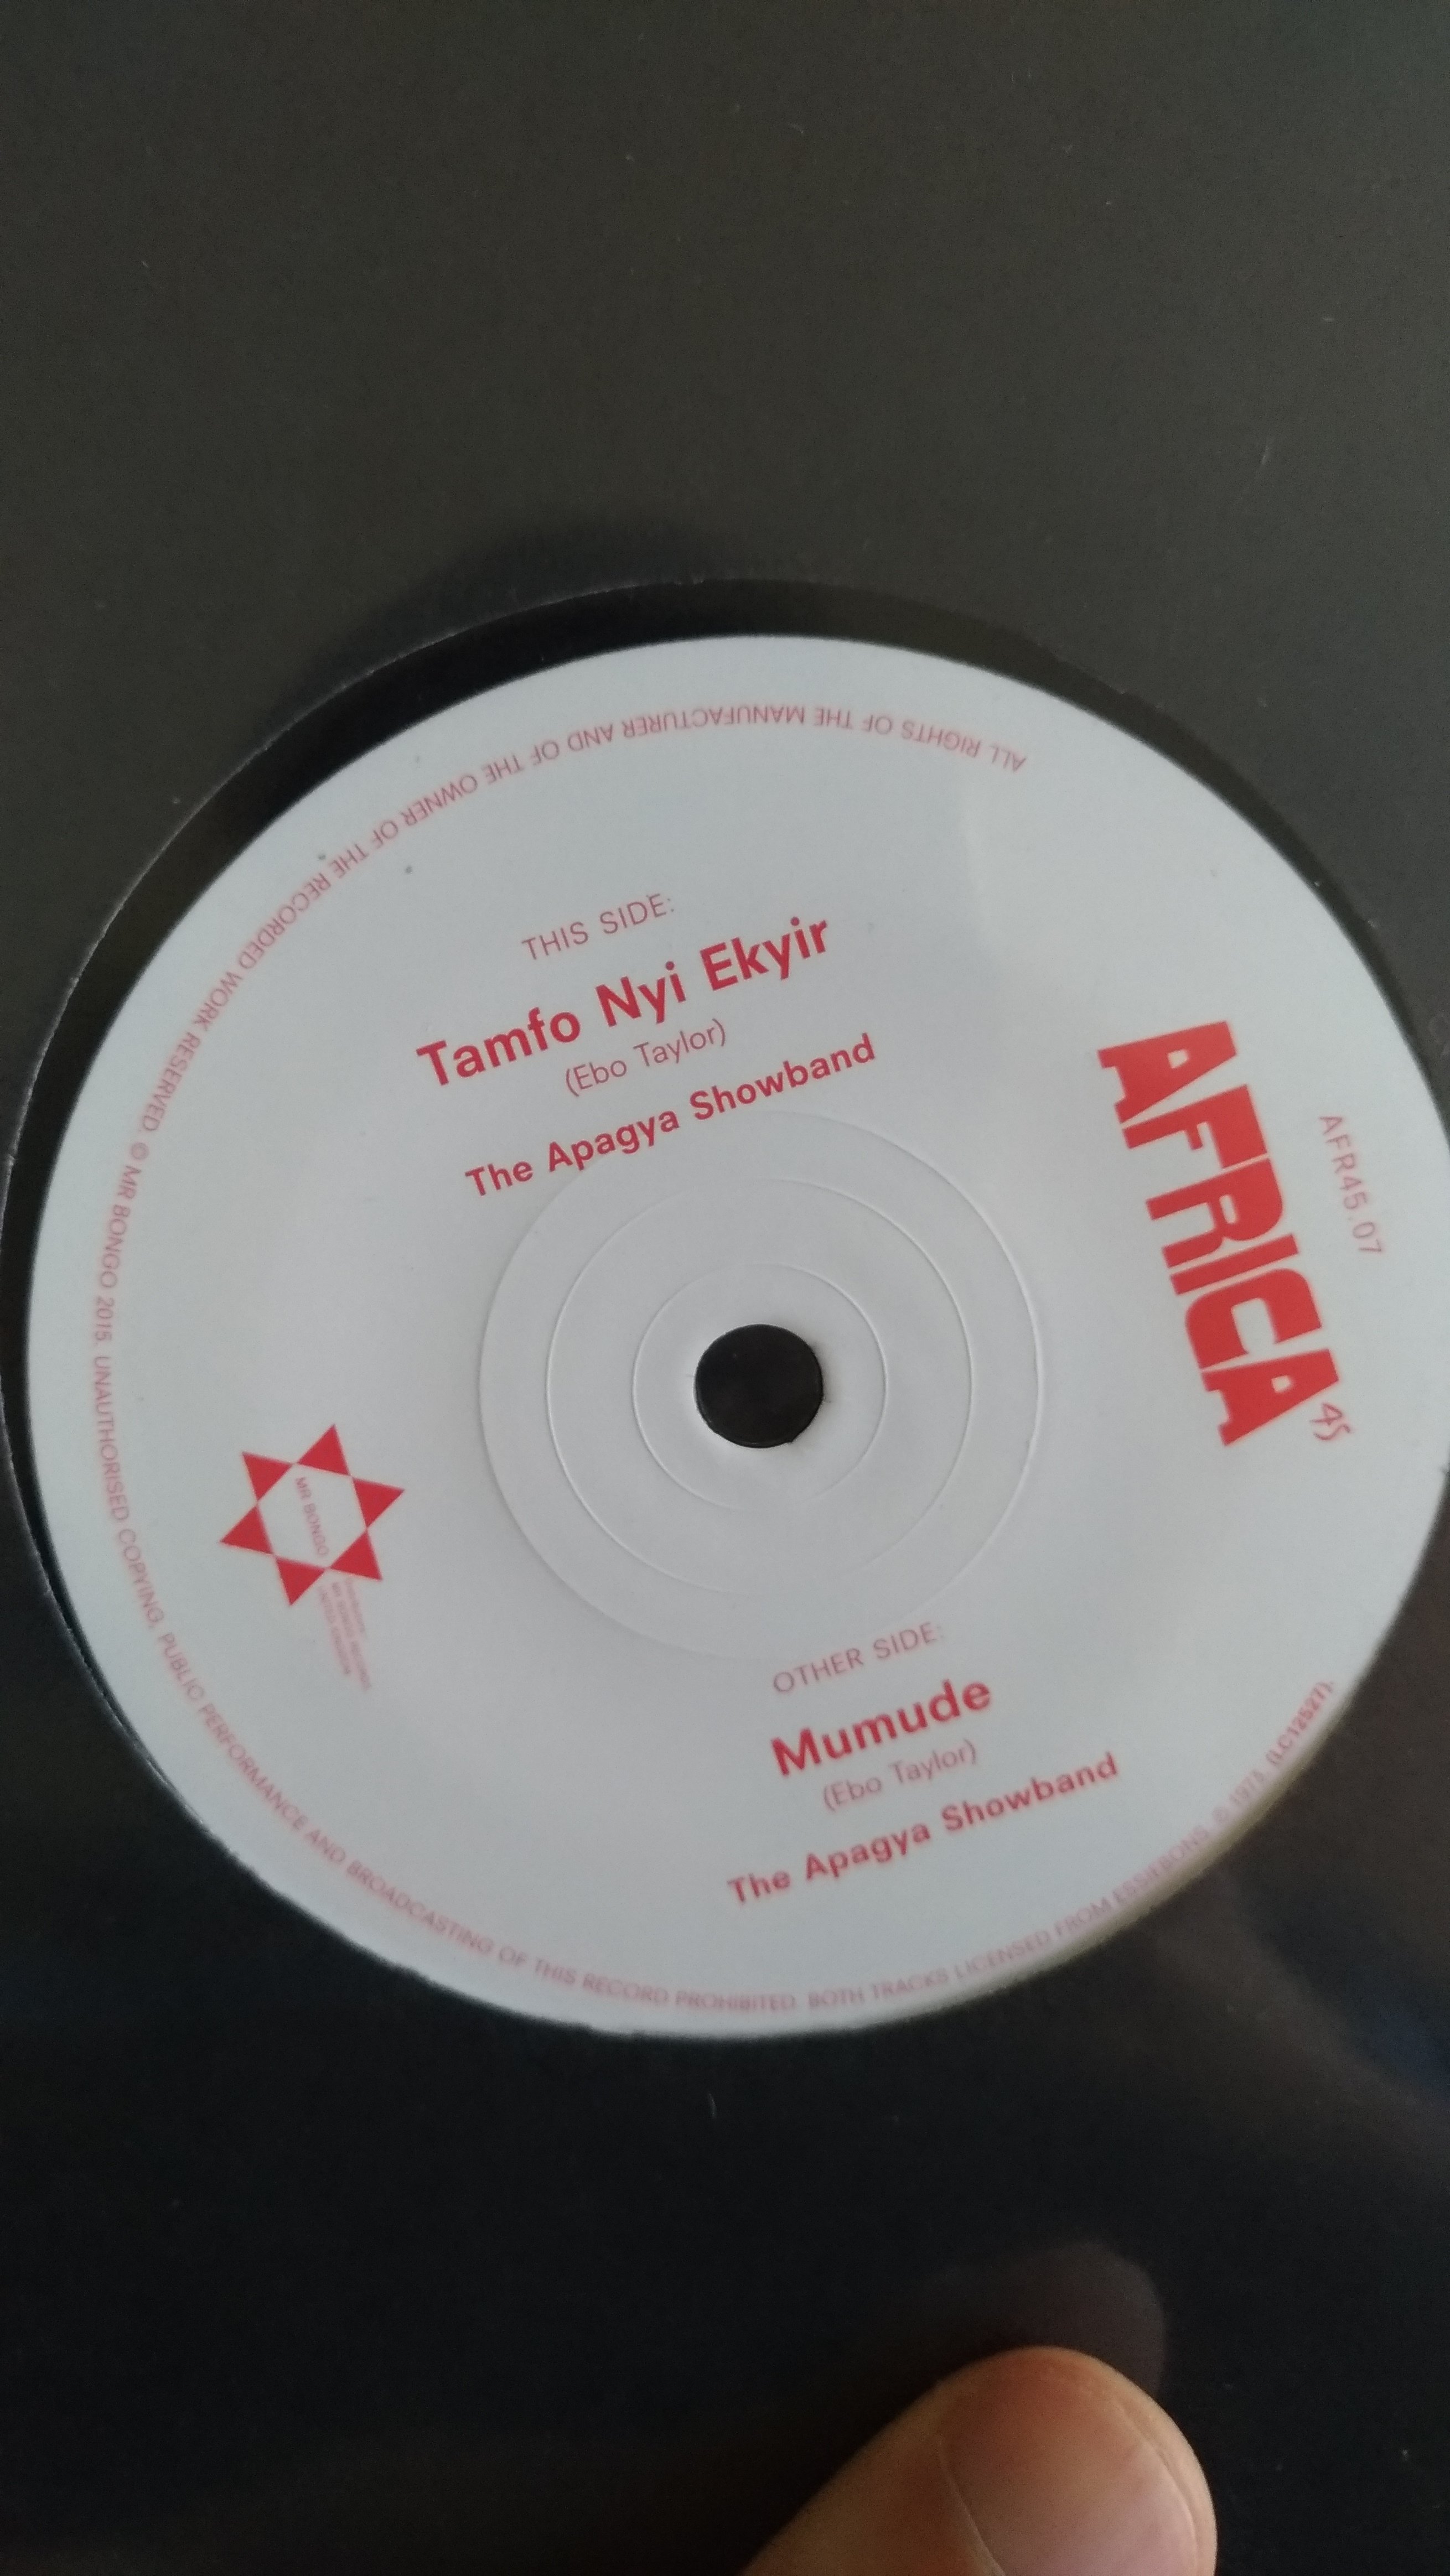 THIS SIDE:
Tamfo Nyi Ekyir
(Ebo Taylor)
The Apagya Showband
AFR45.07
AFRICA 45
MR BONGO
OTHER SIDE:
Mumude
(Ebo Taylor)
The Apagya Showband
ALL RIGHTS OF THE MANUFACTURER AND OF THE OWNER OF THE RECORDED WORK RESERVED. © MR BONGO 2015. UNAUTHORISED COPYING, PUBLIC PERFORMANCE AND BROADCASTING OF THIS RECORD PROHIBITED. BOTH TRACKS LICENSED FROM ESSIEBONS. (LC12527).